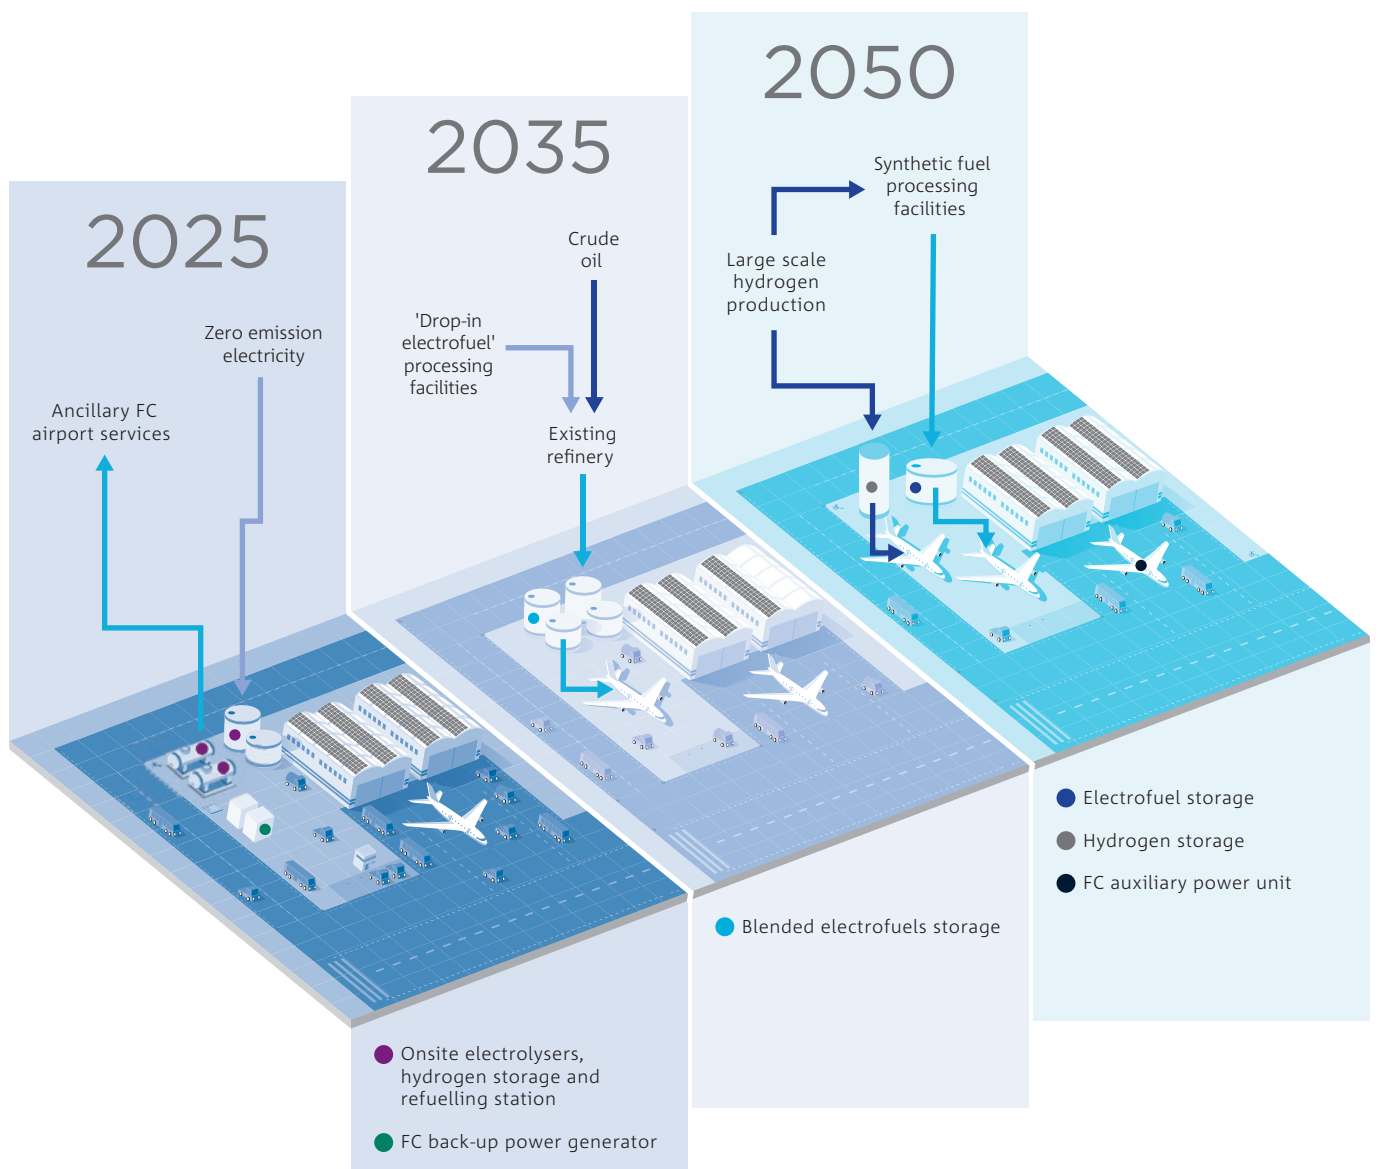 2025
Zero emission
electricity
Ancillary FC
airport services
Onsite electrolysers,
hydrogen storage and
refuelling station
FC back-up power generator
2035
Crude
oil
'Drop-in
electrofuel'
processing
facilities
Existing
refinery
Blended electrofuels storage
2050
Synthetic fuel
processing
facilities
Large scale
hydrogen
production
Electrofuel storage
Hydrogen storage
FC auxiliary power unit